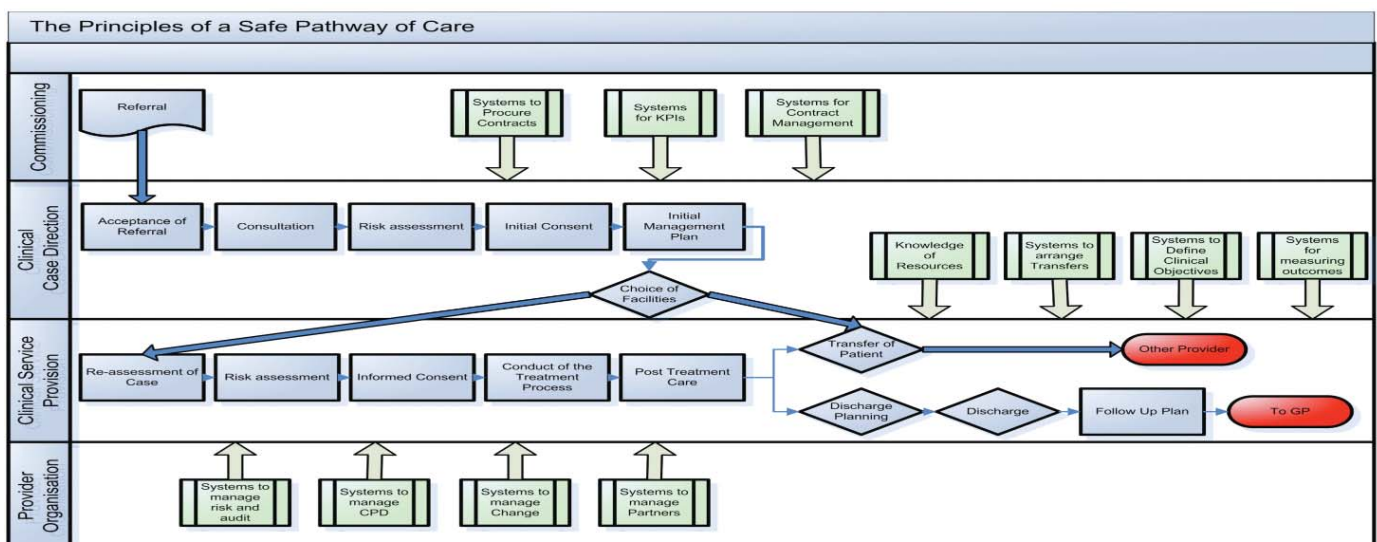 The Principles of a Safe Pathway of Care
Commissioning
Referral
Systems to
Procure
Contracts
Systems
for KPIs
Systems for
Contract
Management
Clinical
Case Direction
Acceptance of
Referral
Consultation
Risk assessment
Initial Consent
Initial
Management
Plan
Choice of
Facilities
Knowledge
of
Resources
Systems to
arrange
Transfers
Systems to
Define
Clinical
Objectives
Systems
for
measuring
outcomes
Clinical Service
Provision
Re-assessment of
Case
Risk assessment
Informed Consent
Conduct of the
Treatment
Process
Post Treatment
Care
Transfer of
Patient
Other Provider
Discharge
Planning
Discharge
Follow Up Plan
To GP
Provider
Organisation
Systems to
manage
risk and
audit
Systems to
manage
CPD
Systems to
manage
Change
Systems to
manage
Partners